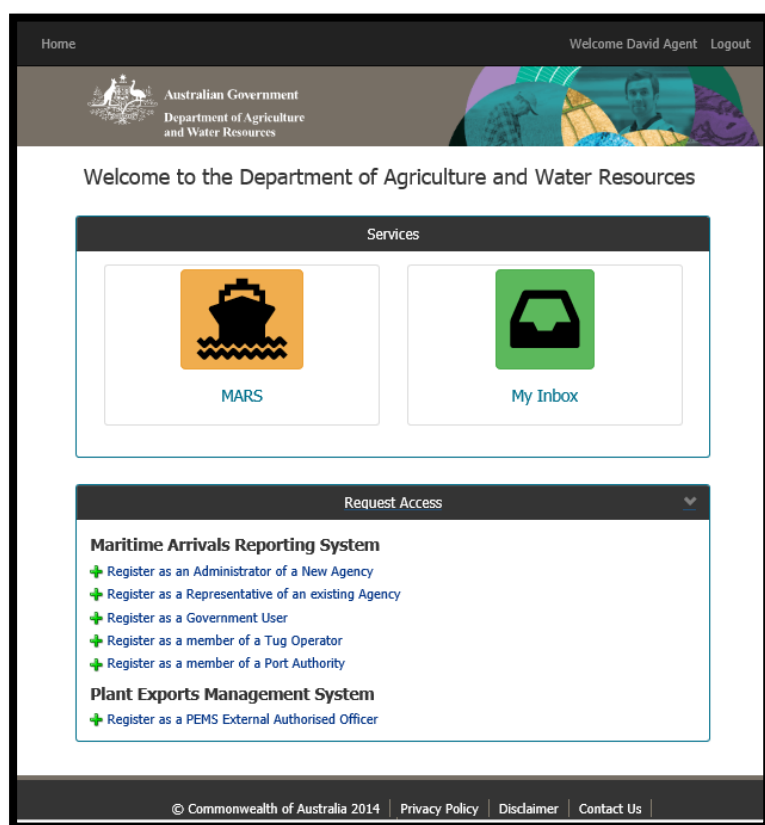 Home
Welcome David Agent Logout
Australian Government
Department of Agriculture
and Water Resources
Welcome to the Department of Agriculture and Water Resources
Services
MARS
My Inbox
Request Access
Maritime Arrivals Reporting System
Register as an Administrator of a New Agency
Register as a Representative of an existing Agency
Register as a Government User
Register as a member of a Tug Operator
Register as a member of a Port Authority
Plant Exports Management System
Register as a PEMS External Authorised Officer
© Commonwealth of Australia 2014 | Privacy Policy | Disclaimer | Contact Us |